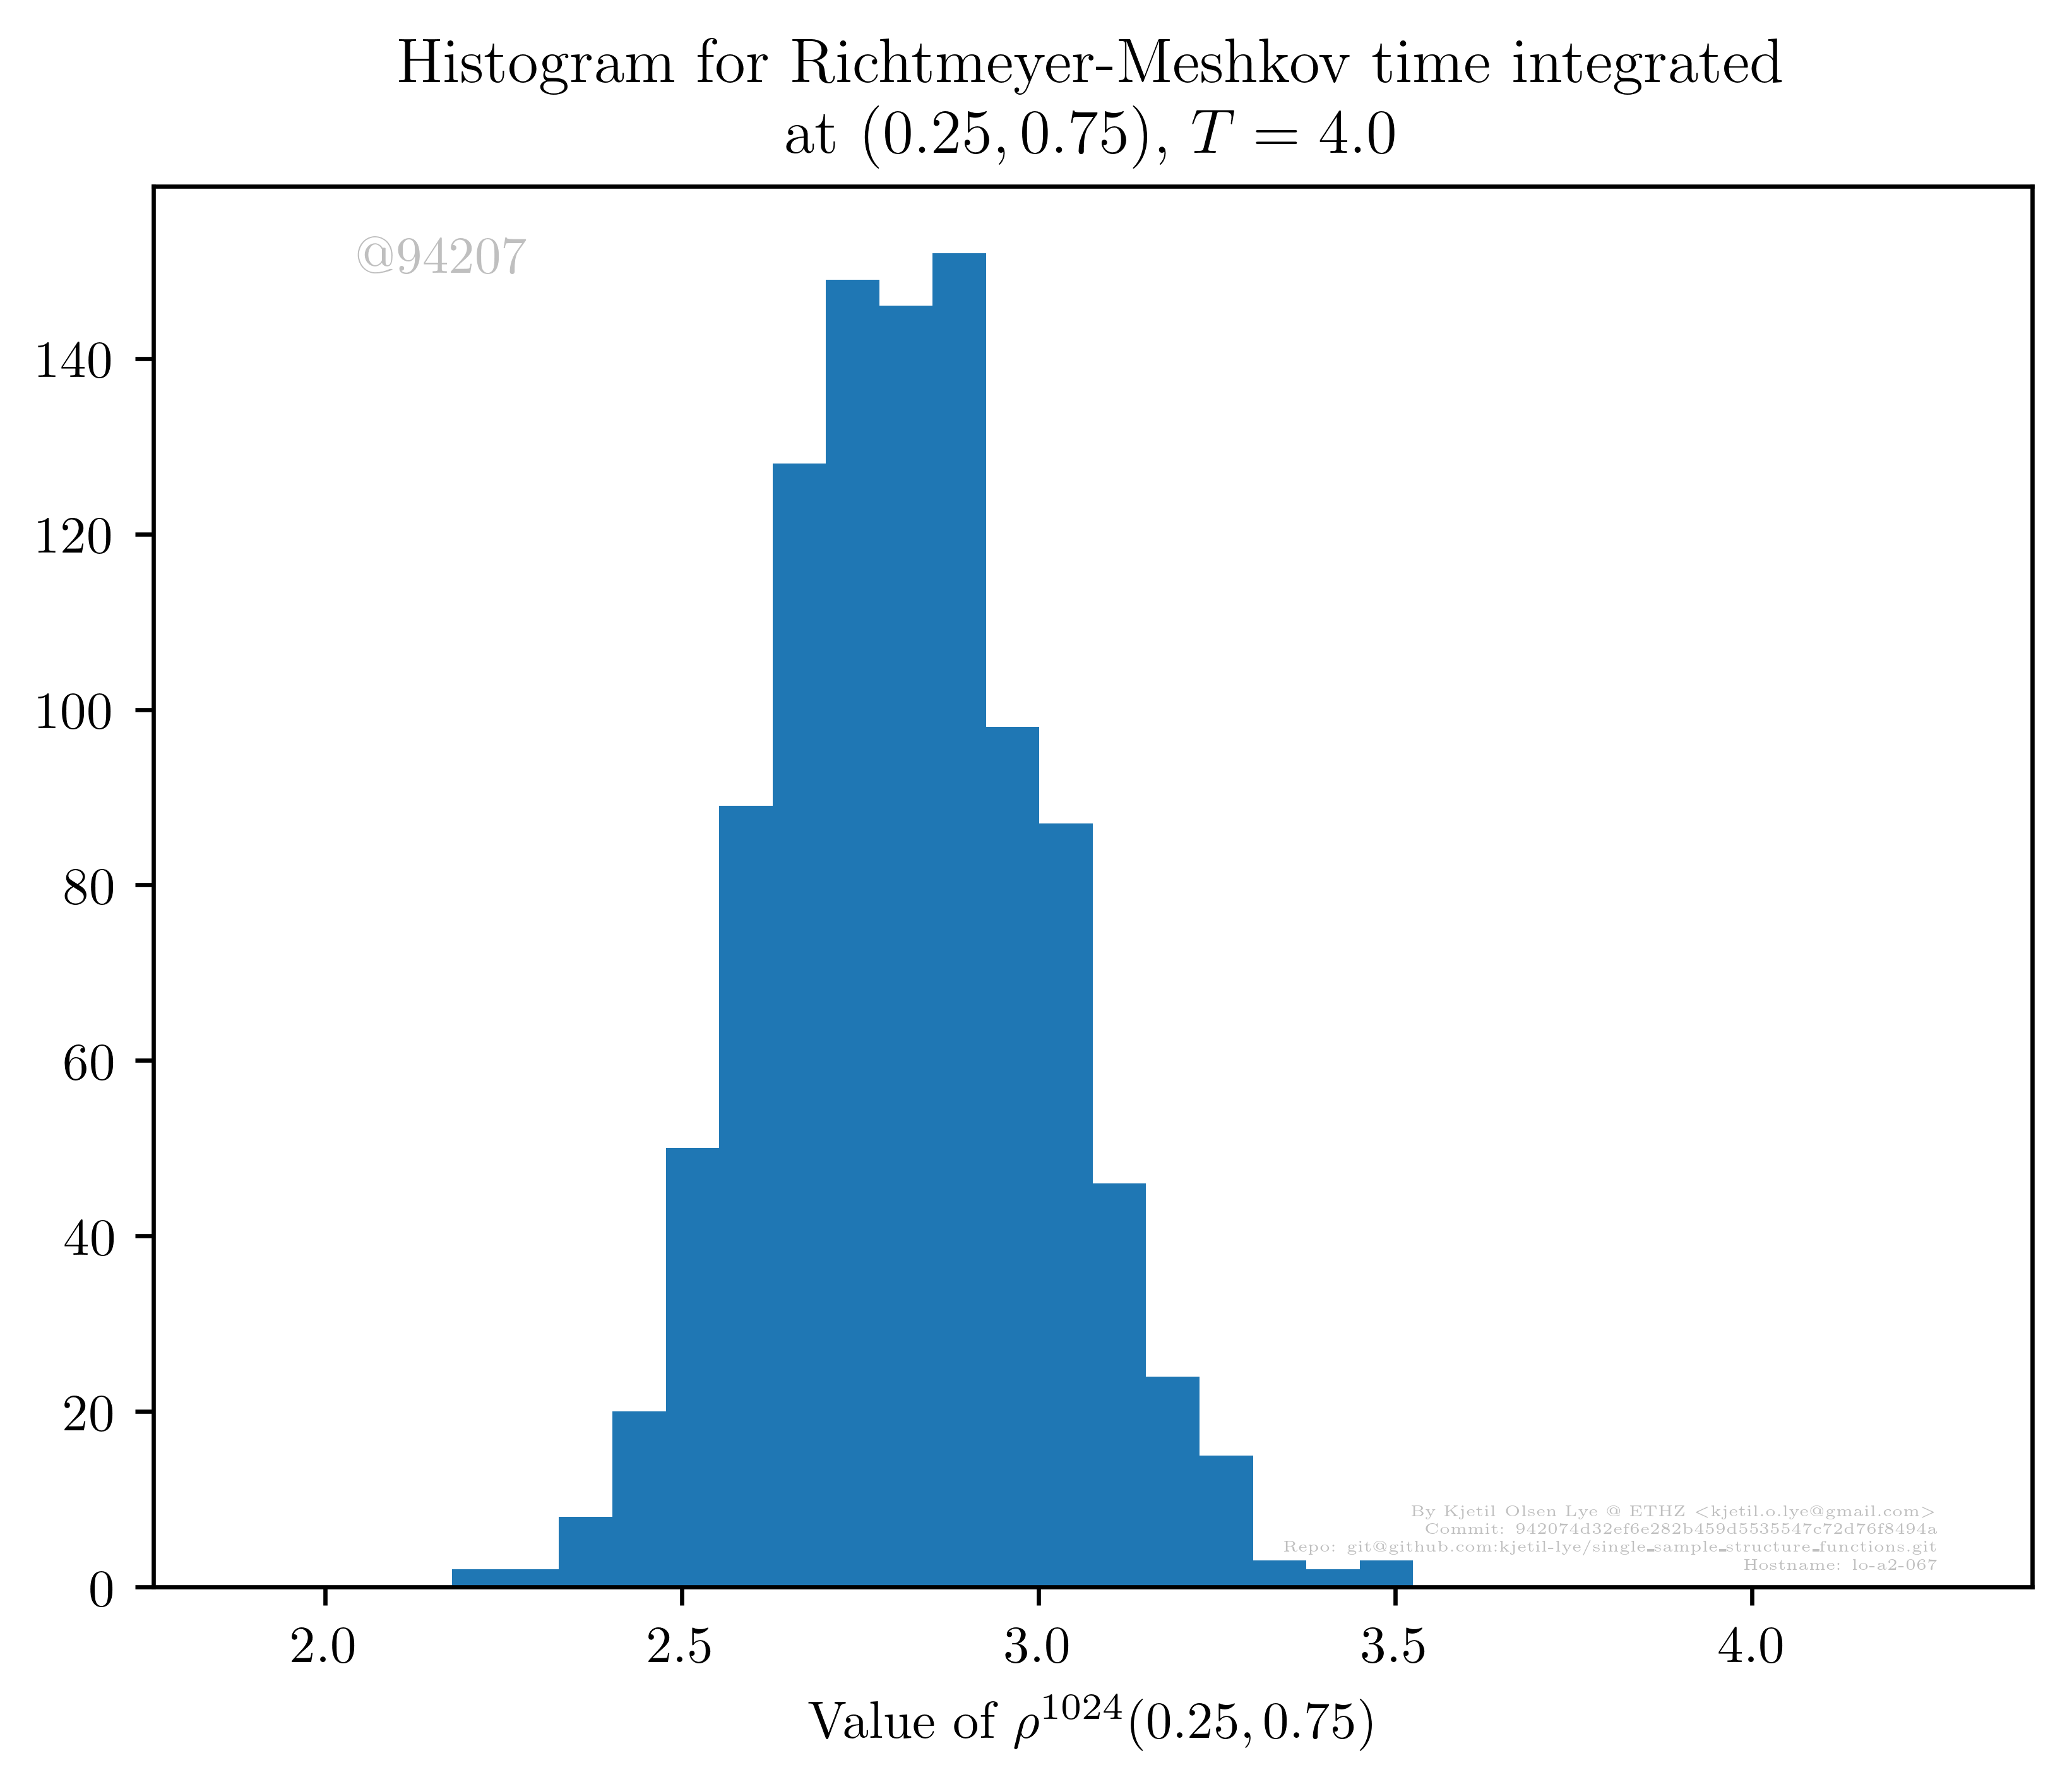 Histogram for Richtmeyer-Meshkov time integrated
at (0.25, 0.75), T = 4.0
@94207
140
120
100
80
60
40
20
0
By Kjetil Olsen Lye @ ETHZ <kjetil.o.lye@gmail.com>
Commit: 942074d32ef6e282b459d5535547c72d76f8494a
Repo: git@github.com:kjetil-lye/single_sample_structure_functions.git
Hostname: lo-a2-067
2.0 2.5 3.0 3.5 4.0
Value of ρ¹⁰²⁴(0.25, 0.75)